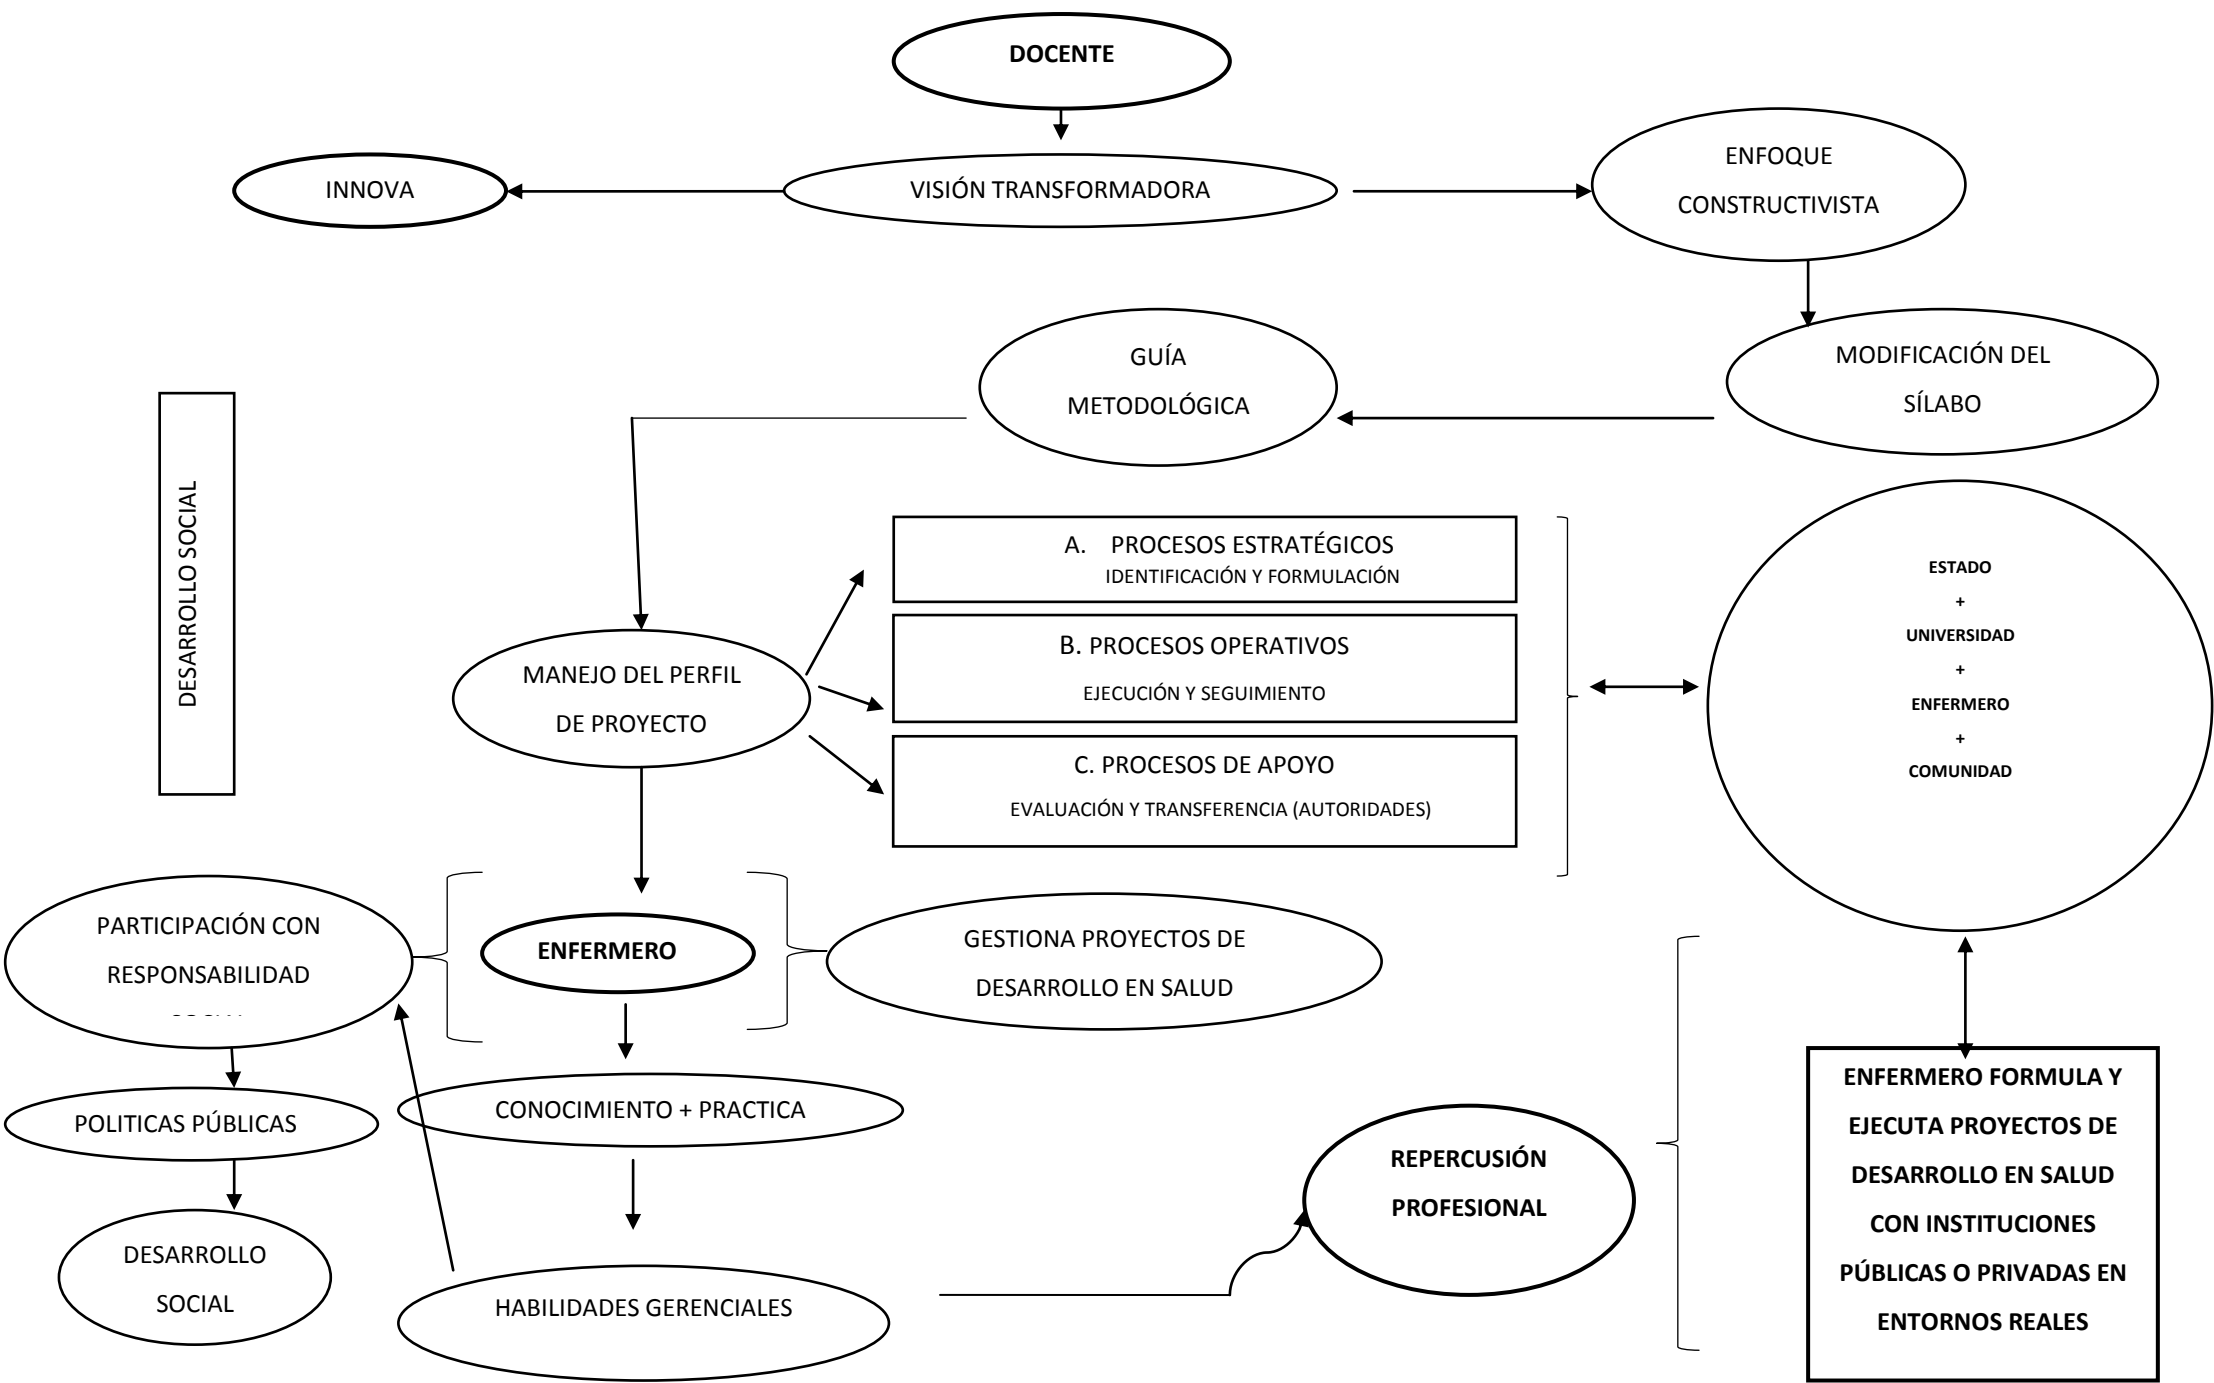 DOCENTE
INNOVA
VISIÓN TRANSFORMADORA
ENFOQUE
CONSTRUCTIVISTA
GUÍA
METODOLÓGICA
MODIFICACIÓN DEL
SÍLABO
DESARROLLO SOCIAL
A. PROCESOS ESTRATÉGICOS
IDENTIFICACIÓN Y FORMULACIÓN
B. PROCESOS OPERATIVOS
EJECUCIÓN Y SEGUIMIENTO
C. PROCESOS DE APOYO
EVALUACIÓN Y TRANSFERENCIA (AUTORIDADES)
MANEJO DEL PERFIL
DE PROYECTO
ESTADO
+
UNIVERSIDAD
+
ENFERMERO
+
COMUNIDAD
PARTICIPACIÓN CON
RESPONSABILIDAD
ENFERMERO
GESTIONA PROYECTOS DE
DESARROLLO EN SALUD
POLITICAS PÚBLICAS
CONOCIMIENTO + PRACTICA
DESARROLLO
SOCIAL
HABILIDADES GERENCIALES
REPERCUSIÓN
PROFESIONAL
ENFERMERO FORMULA Y
EJECUTA PROYECTOS DE
DESARROLLO EN SALUD
CON INSTITUCIONES
PÚBLICAS O PRIVADAS EN
ENTORNOS REALES